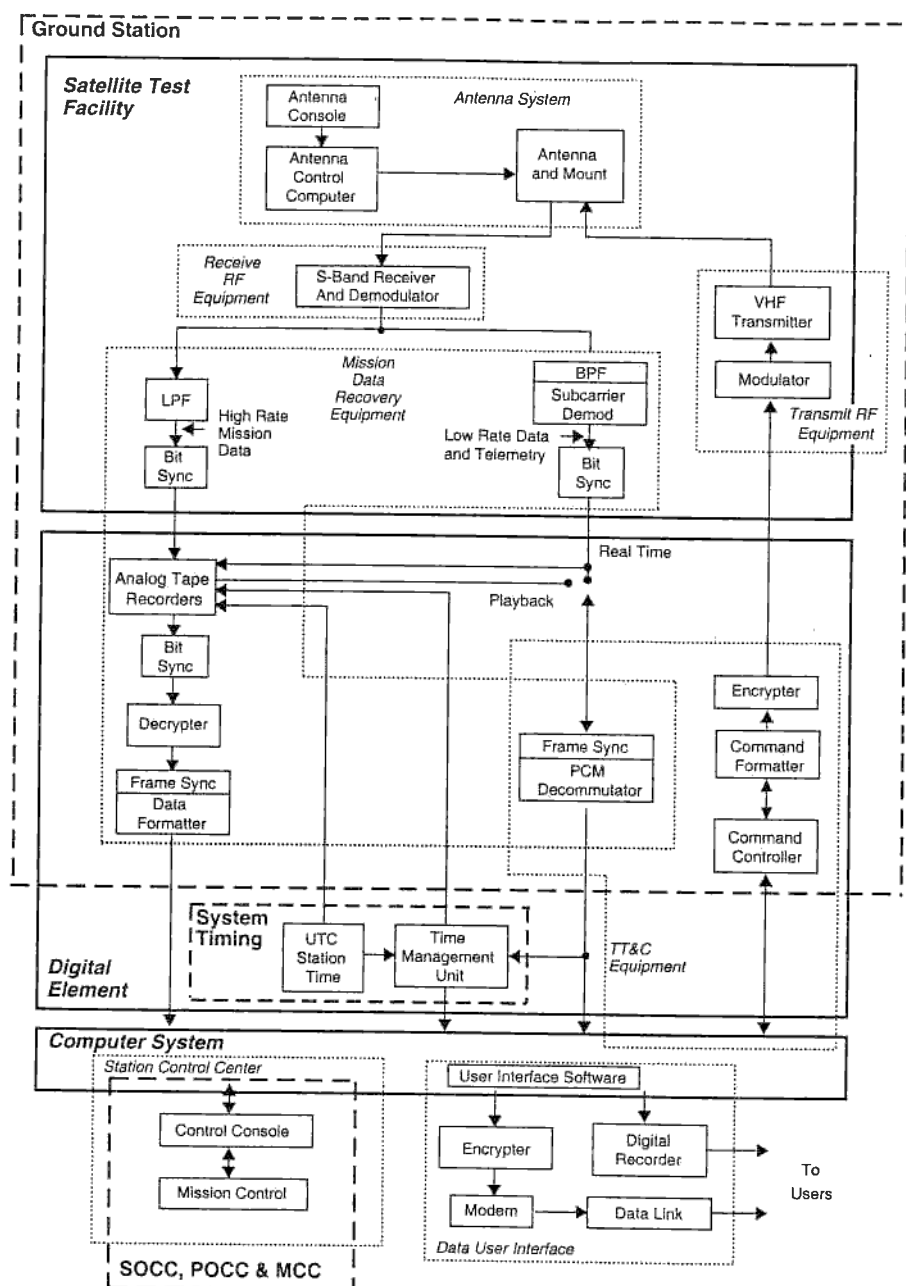 Ground Station
Satellite Test
Facility
Antenna System
Antenna
Console
Antenna
Control
Computer
Antenna
and Mount
Receive
RF
Equipment
S-Band Receiver
And Demodulator
VHF
Transmitter
Modulator
Transmit RF
Equipment
Mission
Data
Recovery
Equipment
LPF
High Rate
Mission
Data
Bit
Sync
BPF
Subcarrier
Demod
Low Rate Data
and Telemetry
Bit
Sync
Real Time
Playback
Analog Tape
Recorders
Bit
Sync
Decrypter
Frame Sync
Data
Formatter
Frame Sync
PCM
Decommutator
Encrypter
Command
Formatter
Command
Controller
System
Timing
UTC
Station
Time
Time
Management
Unit
TT&C
Equipment
Digital
Element
Computer System
Station Control Center
Control Console
Mission Control
SOCC, POCC & MCC
User Interface Software
Encrypter
Digital
Recorder
Modern
Data Link
To
Users
Data User Interface